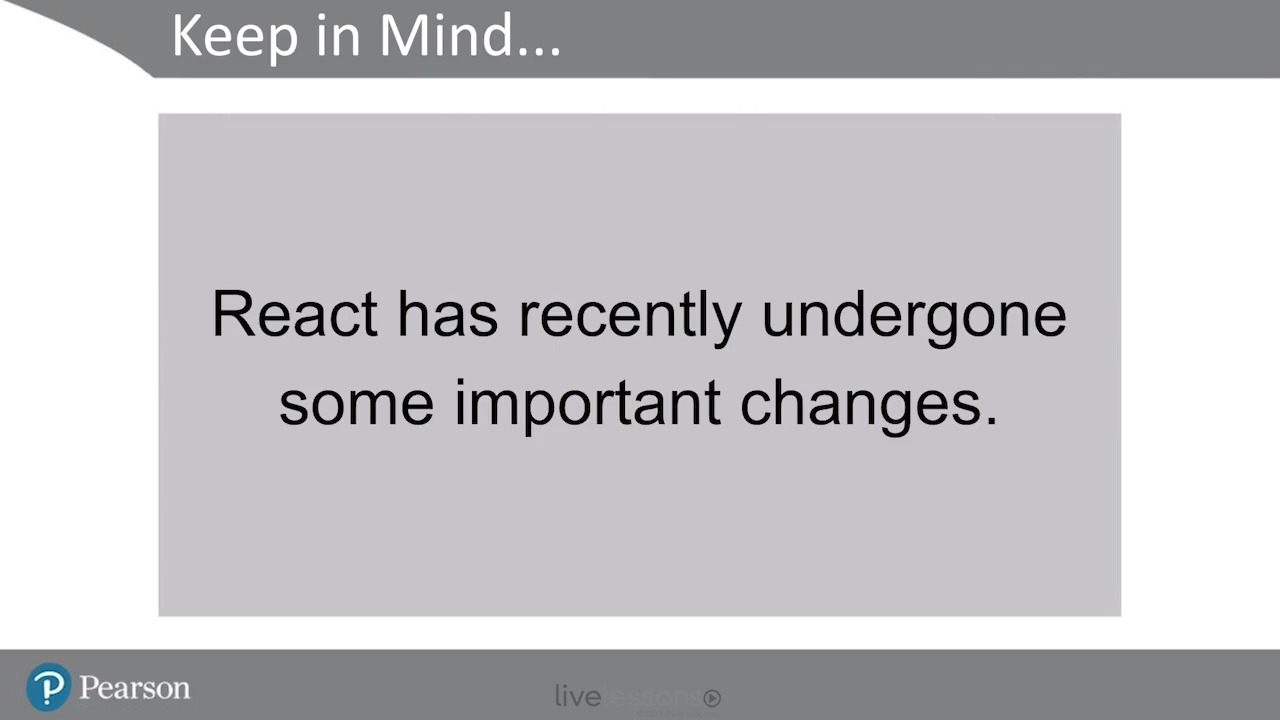 Keep in Mind...
React has recently undergone
some important changes.
Pearson
livelessons